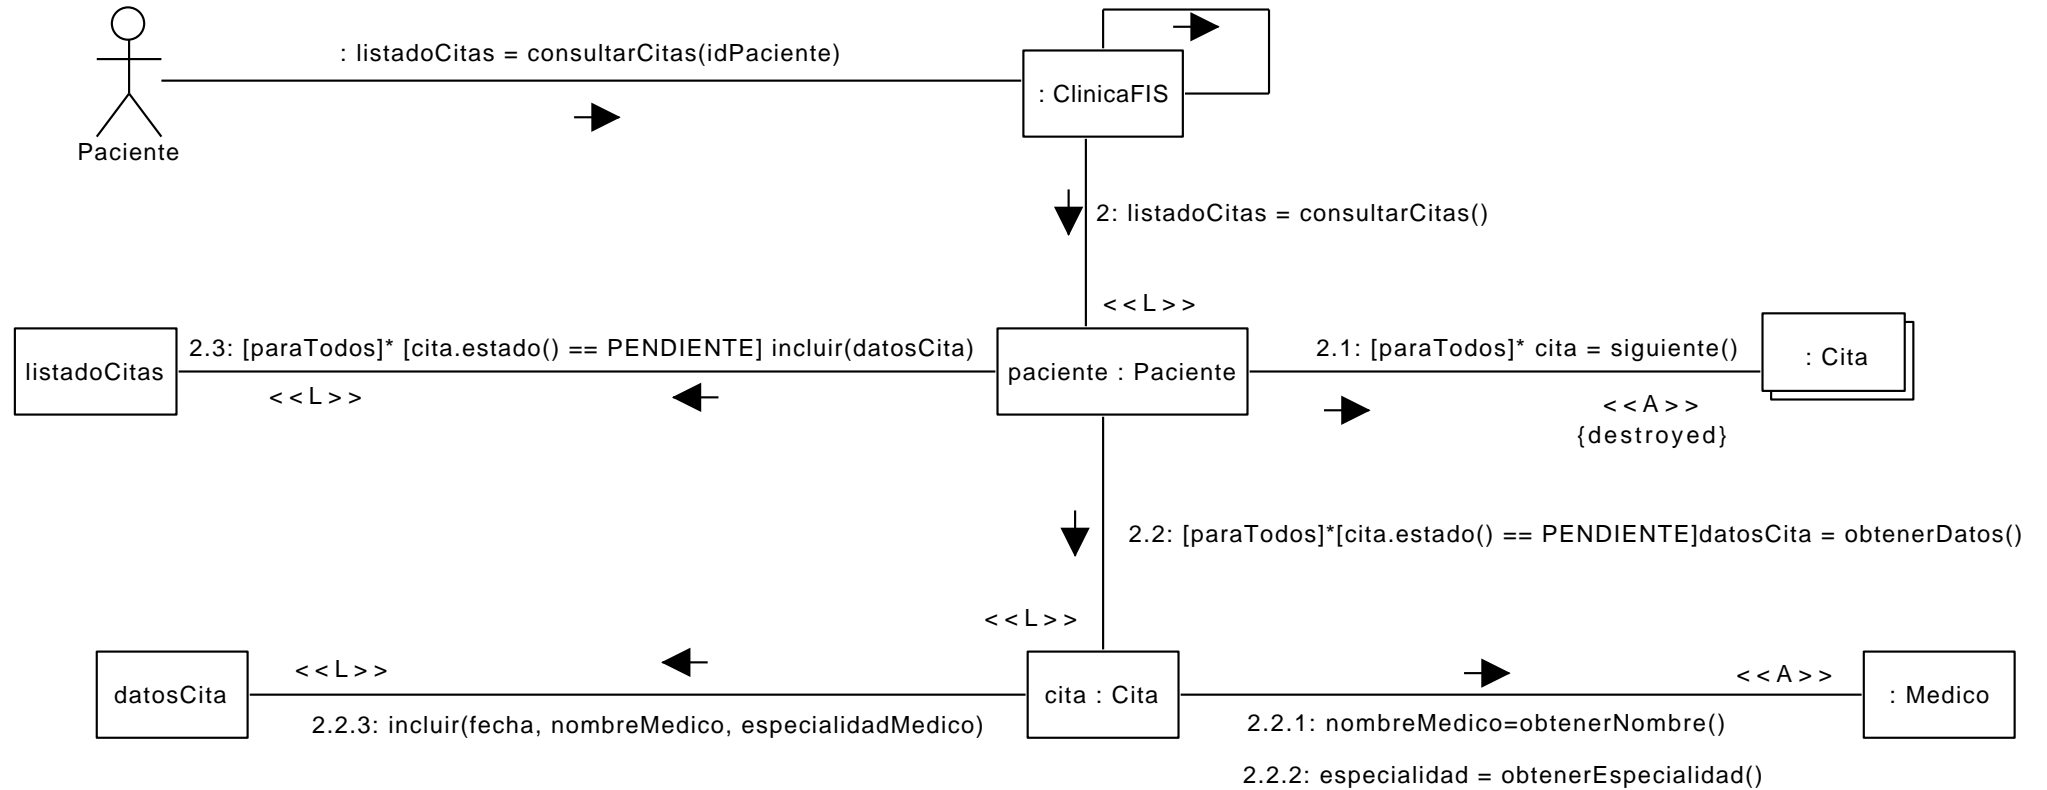 : listadoCitas = consultarCitas(idPaciente)
: ClinicaFIS
Paciente
2: listadoCitas = consultarCitas()
<<L>>
2.3: [paraTodos]* [cita.estado() == PENDIENTE] incluir(datosCita)
2.1: [paraTodos]* cita = siguiente()
: Cita
listadoCitas
paciente : Paciente
<<L>>
<<A>>
{destroyed}
2.2: [paraTodos]*[cita.estado() == PENDIENTE]datosCita = obtenerDatos()
<<L>>
<<L>>
<<A>>
datosCita
cita : Cita
: Medico
2.2.3: incluir(fecha, nombreMedico, especialidadMedico)
2.2.1: nombreMedico=obtenerNombre()
2.2.2: especialidad = obtenerEspecialidad()